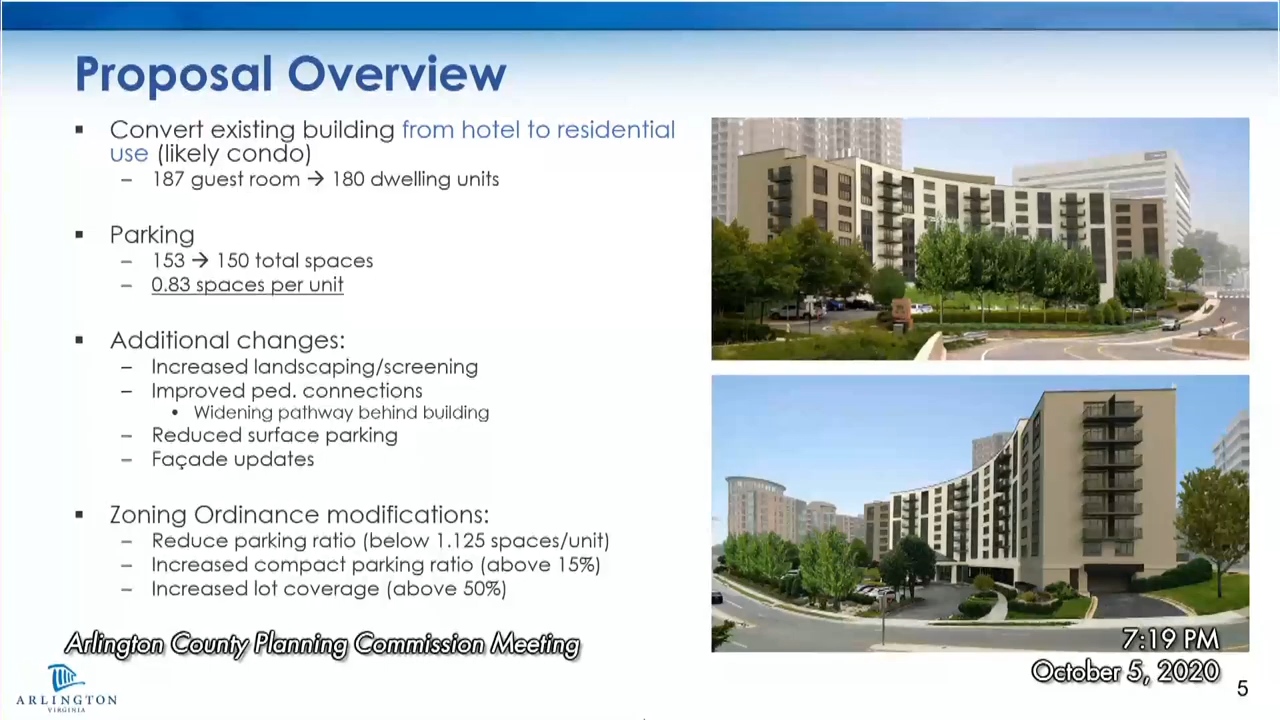 Proposal Overview
▪ Convert existing building from hotel to residential
use (likely condo)
– 187 guest room → 180 dwelling units
▪ Parking
– 153 → 150 total spaces
– 0.83 spaces per unit
▪ Additional changes:
– Increased landscaping/screening
– Improved ped. connections
• Widening pathway behind building
– Reduced surface parking
– Façade updates
▪ Zoning Ordinance modifications:
– Reduce parking ratio (below 1.125 spaces/unit)
– Increased compact parking ratio (above 15%)
– Increased lot coverage (above 50%)
Arlington County Planning Commission Meeting
7:19 PM
October 5, 2020
ARLINGTON
VIRGINIA
5